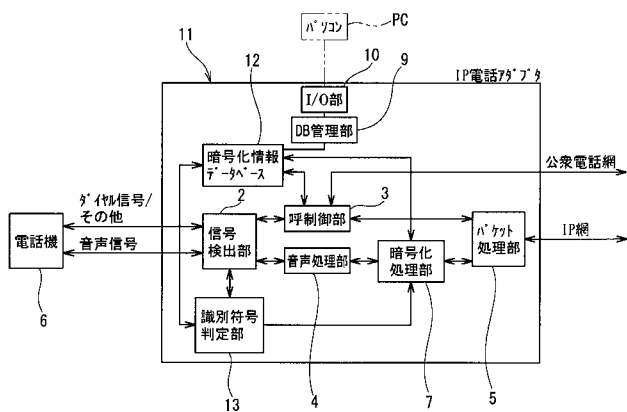 パソコン
PC
11
10
9
IP電話アダプタ
I/O部
12
DB管理部
暗号化情報
データベース
公衆電話網
ダイヤル信号/
その他
2
3
呼制御部
電話機
信号
検出部
パケット
処理部
IP網
音声信号
音声処理部
暗号化
処理部
6
識別符号
判定部
13
4
7
5